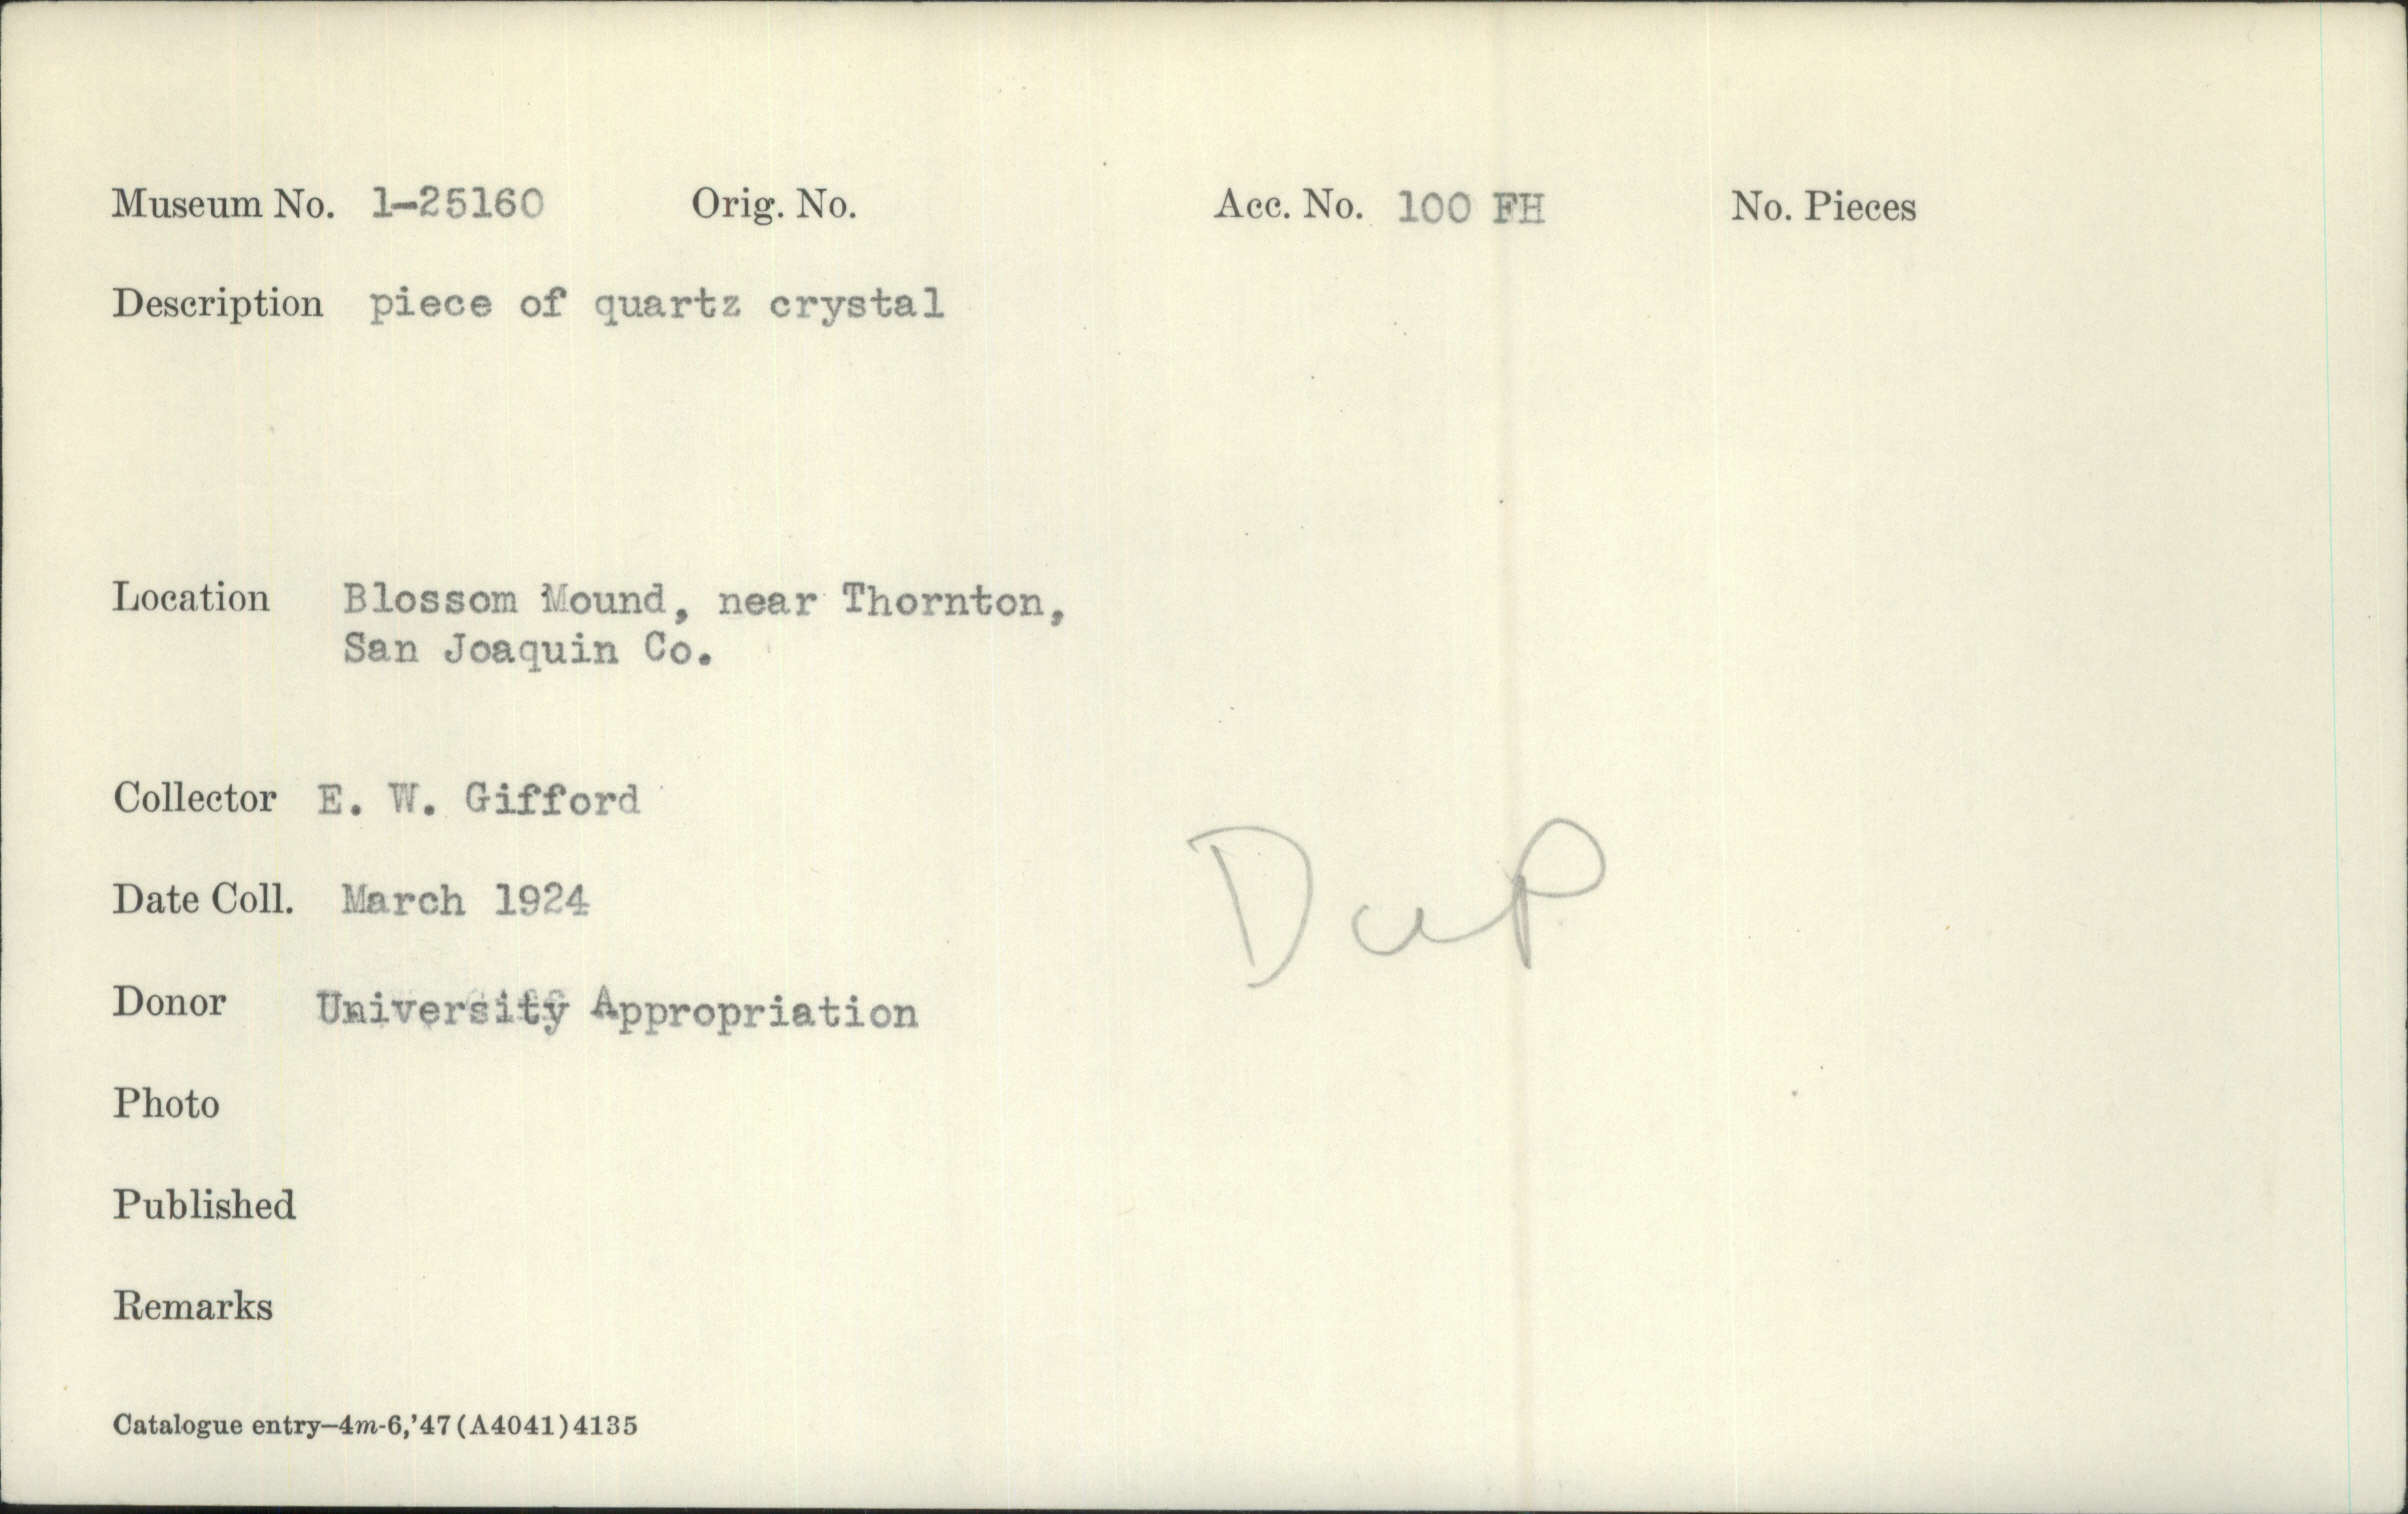 Museum No. 1-25160 Orig. No. Acc. No. 100 FH No. Pieces
Description piece of quartz crystal
Location Blossom Mound, near Thornton,
San Joaquin Co.
Collector E. W. Gifford
Date Coll. March 1924
Dup
Donor University Appropriation
Photo
Published
Remarks
Catalogue entry—4m-6,'47(A4041)4135